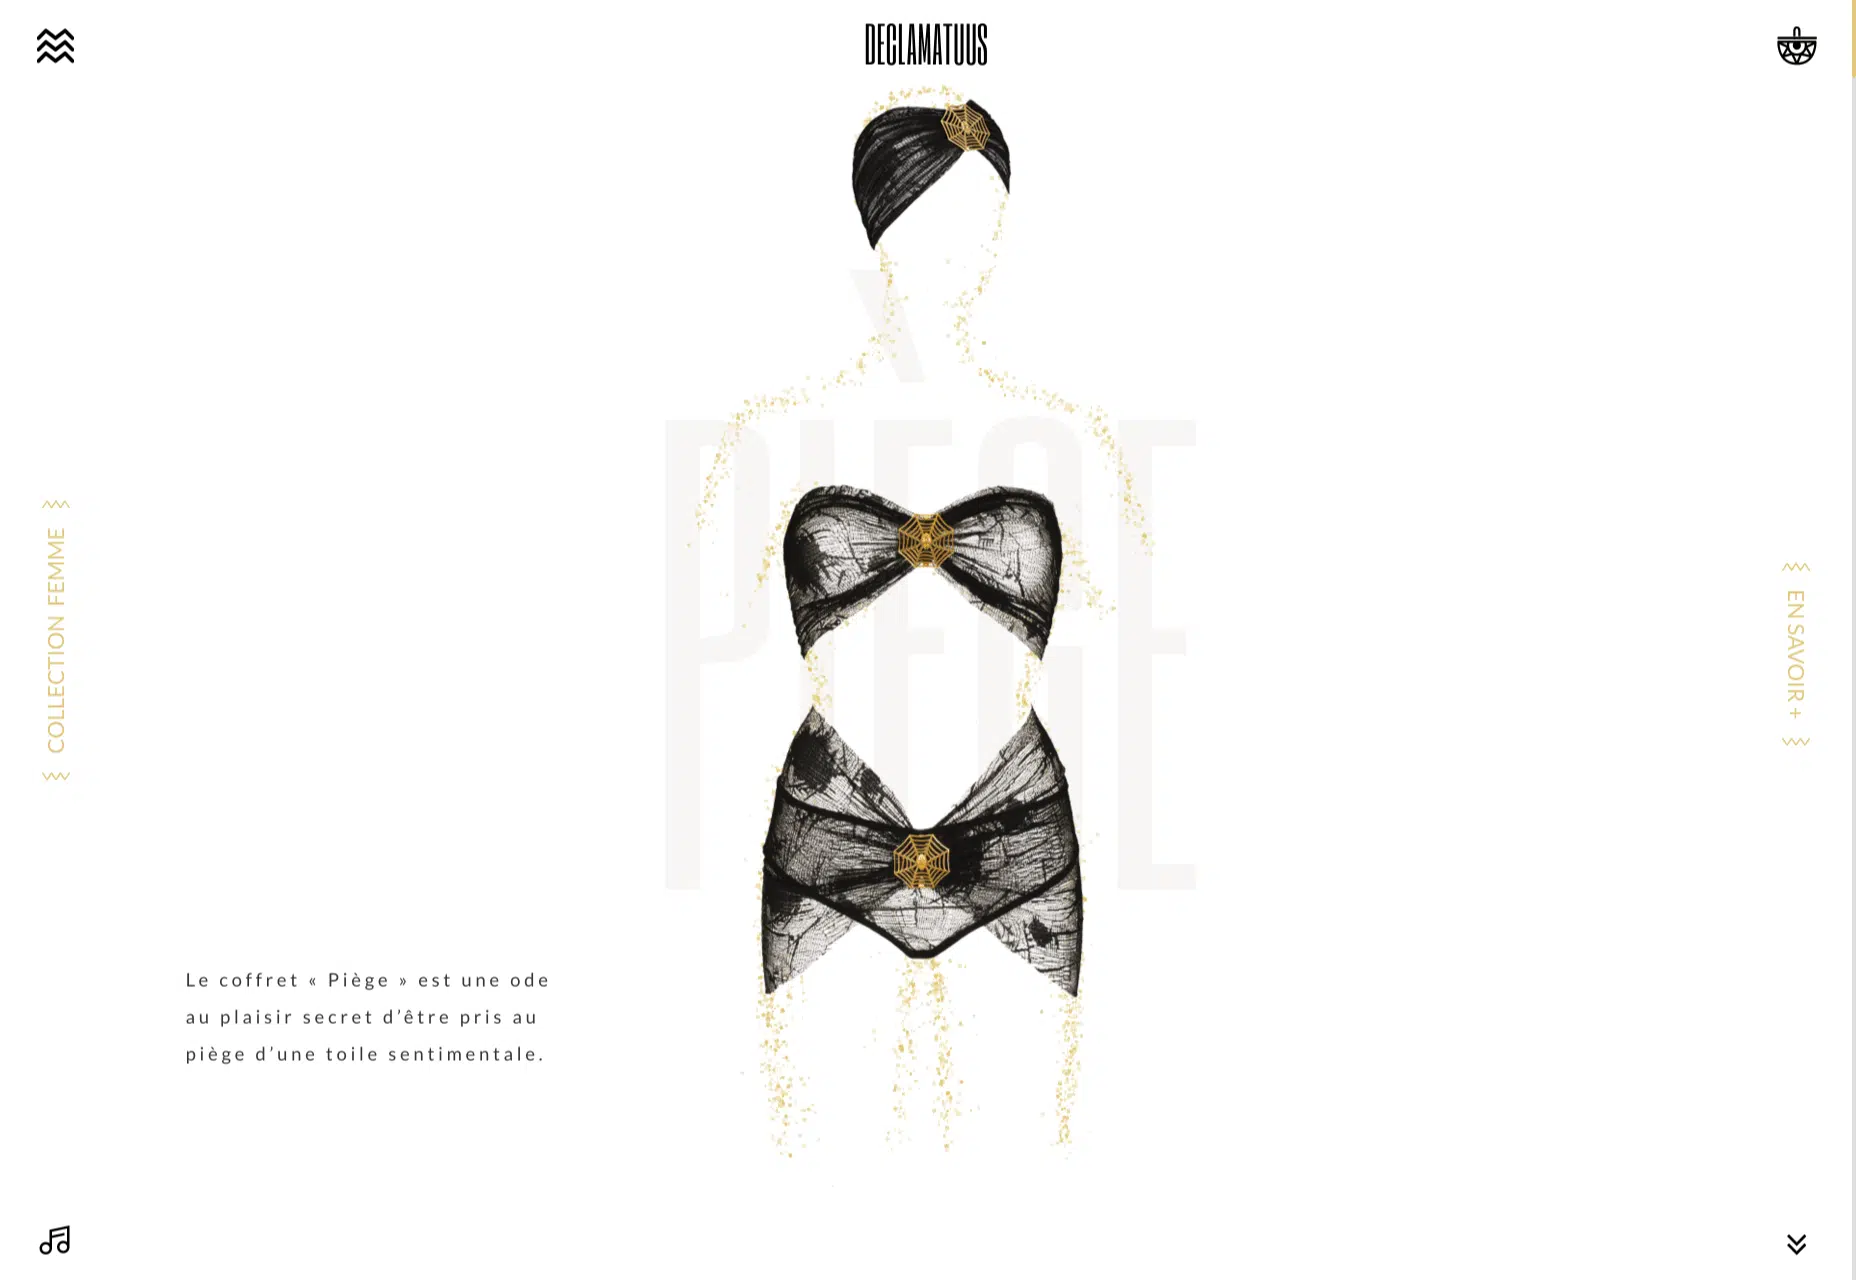 DECLAMATUUS
PIÈGE
COLLECTION FEMME
EN SAVOIR +
Le coffret « Piège » est une ode
au plaisir secret d’être pris au
piège d’une toile sentimentale.